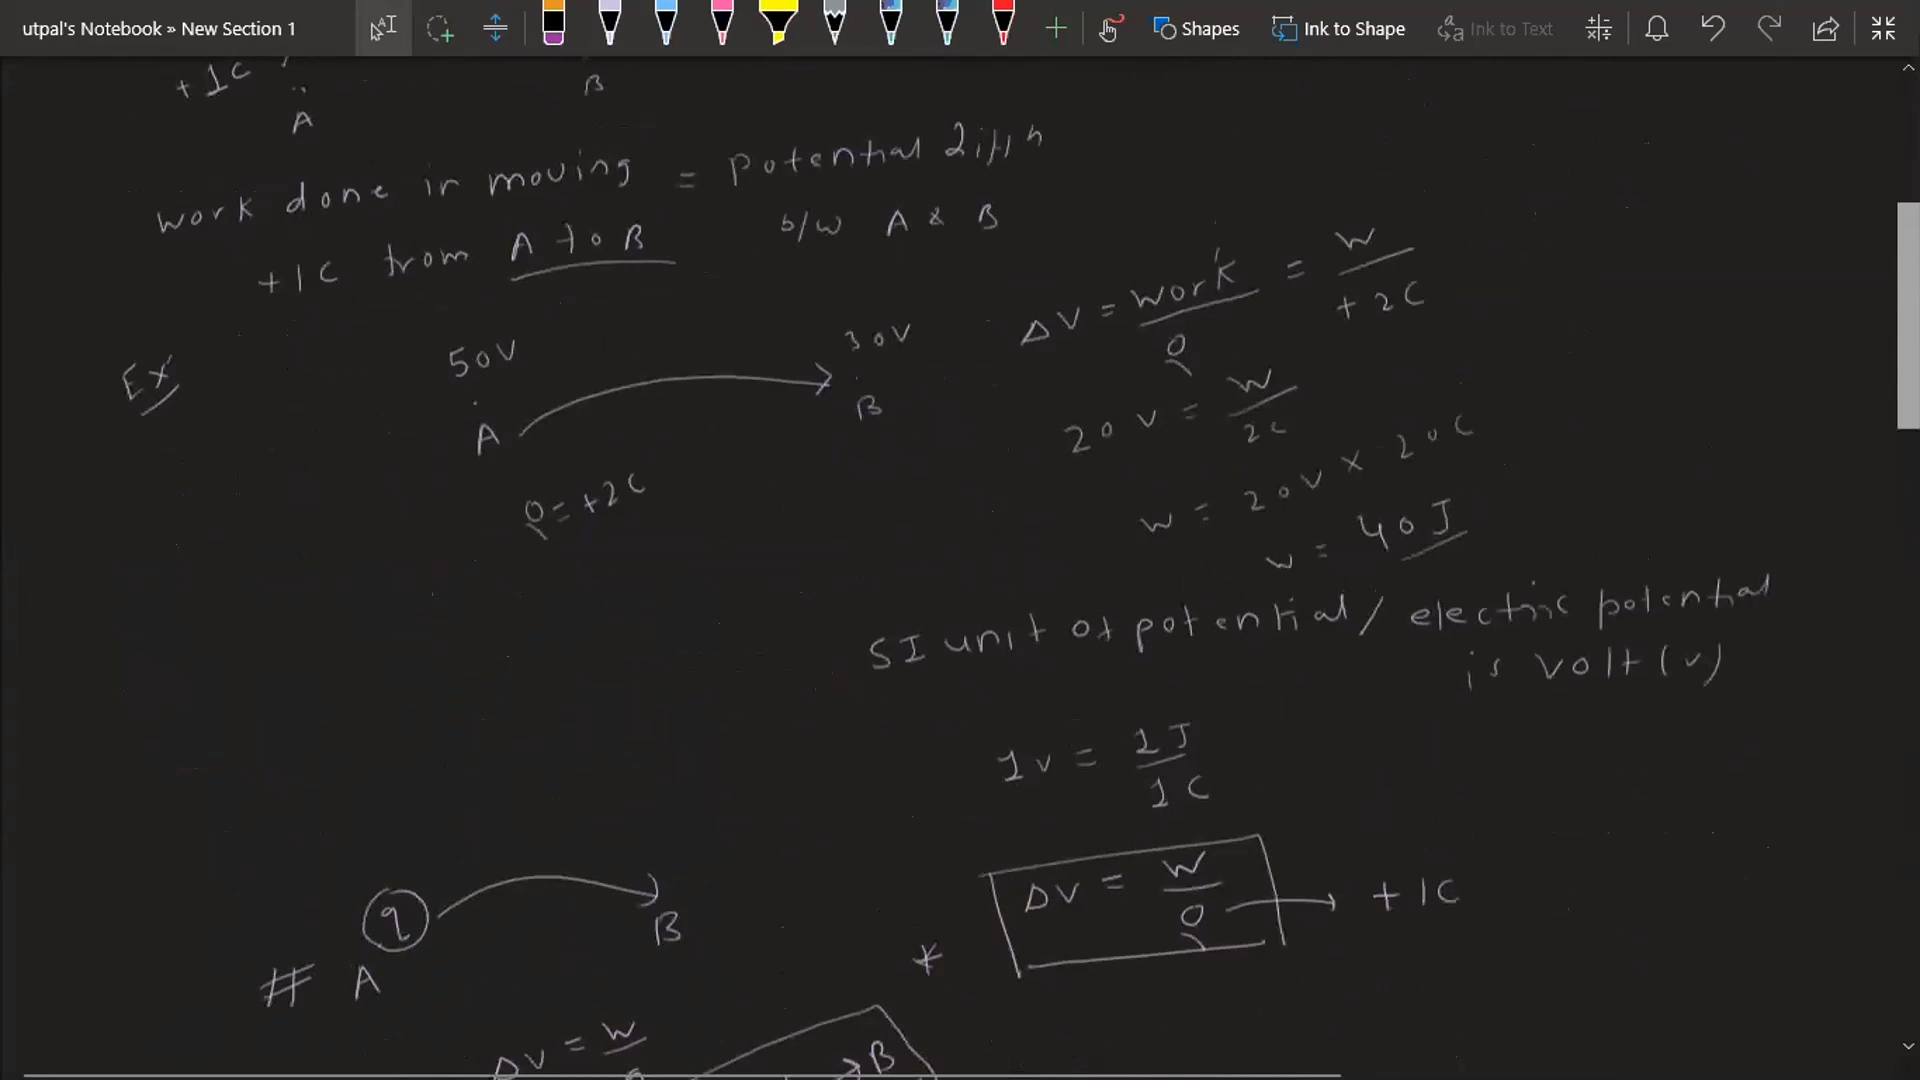 utpal's Notebook » New Section 1
Shapes
Ink to Shape
Ink to Text
+1C
A
B
work done in moving = Potential diffn
+1C from A to B
b/w A & B
ΔV = work/Q = W/+2C
Ex
50V
30V
A
B
Q = +2C
20V = W/2C
W = 20V × 20C
W = 40J
SI unit of potential / electric potential
is volt (v)
1v = 1J/1C
q
A
B
#
* ΔV = W/Q → +1C
ΔV = W
B